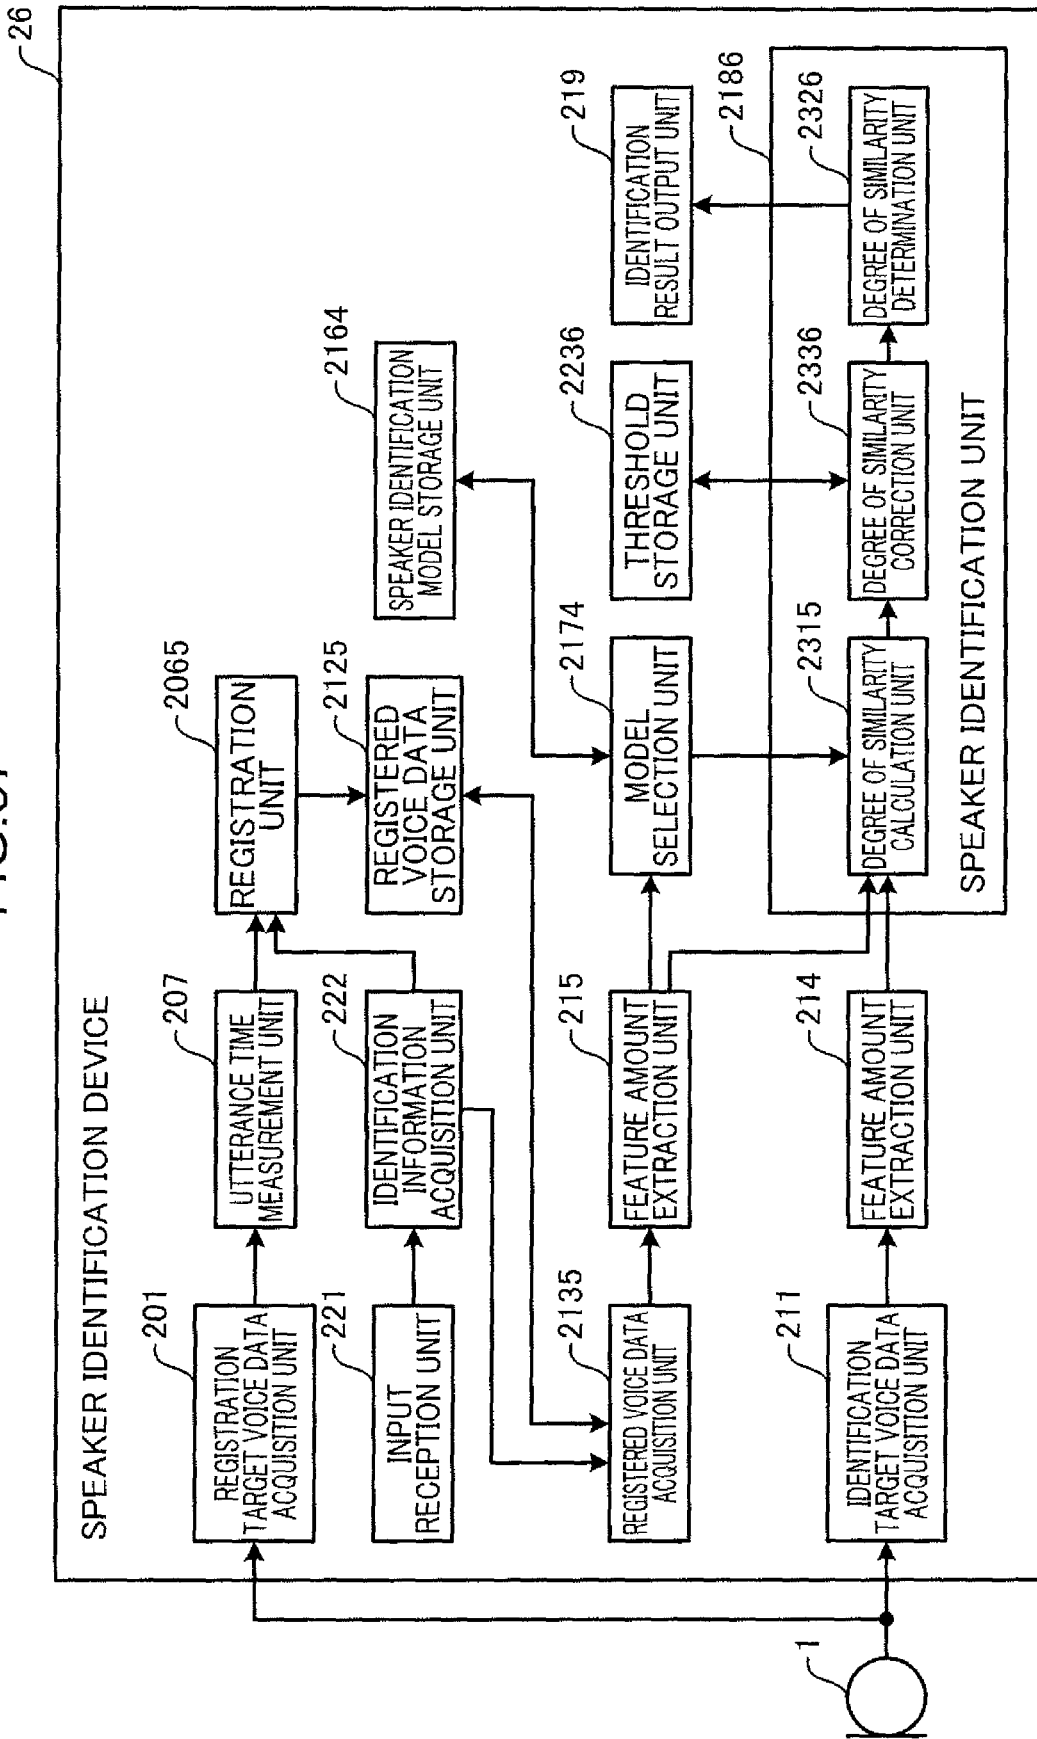 26
SPEAKER IDENTIFICATION DEVICE
201
REGISTRATION
TARGET VOICE DATA
ACQUISITION UNIT
207
UTTERANCE TIME
MEASUREMENT UNIT
2065
REGISTRATION
UNIT
221
INPUT
RECEPTION UNIT
222
IDENTIFICATION
INFORMATION
ACQUISITION UNIT
2125
REGISTERED
VOICE DATA
STORAGE UNIT
2164
SPEAKER IDENTIFICATION
MODEL STORAGE UNIT
2135
REGISTERED VOICE DATA
ACQUISITION UNIT
215
FEATURE AMOUNT
EXTRACTION UNIT
2174
MODEL
SELECTION UNIT
2236
THRESHOLD
STORAGE UNIT
219
IDENTIFICATION
RESULT OUTPUT UNIT
2186
1
211
IDENTIFICATION
TARGET VOICE DATA
ACQUISITION UNIT
214
FEATURE AMOUNT
EXTRACTION UNIT
2315
DEGREE OF SIMILARITY
CALCULATION UNIT
2336
DEGREE OF SIMILARITY
CORRECTION UNIT
2326
DEGREE OF SIMILARITY
DETERMINATION UNIT
SPEAKER IDENTIFICATION UNIT